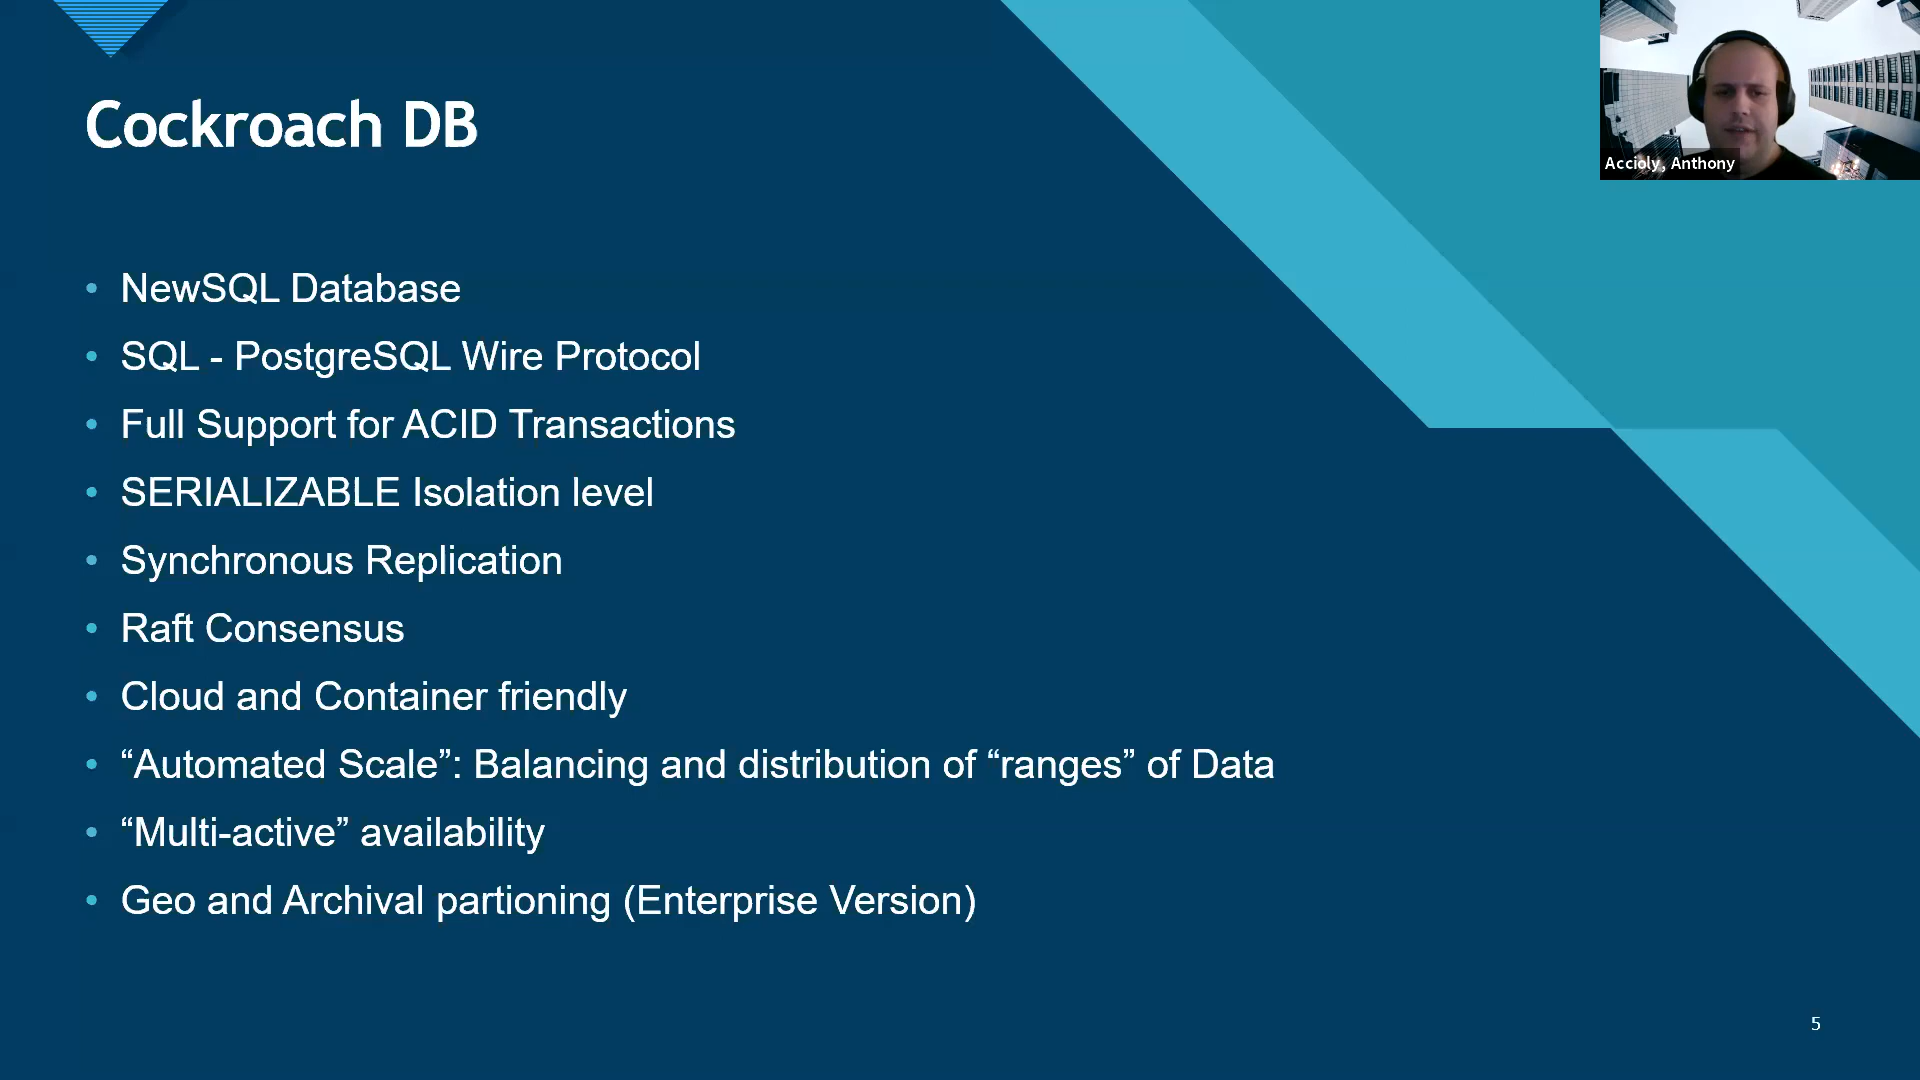 Cockroach DB
Accioly, Anthony
• NewSQL Database
• SQL - PostgreSQL Wire Protocol
• Full Support for ACID Transactions
• SERIALIZABLE Isolation level
• Synchronous Replication
• Raft Consensus
• Cloud and Container friendly
• “Automated Scale”: Balancing and distribution of “ranges” of Data
• “Multi-active” availability
• Geo and Archival partioning (Enterprise Version)
5